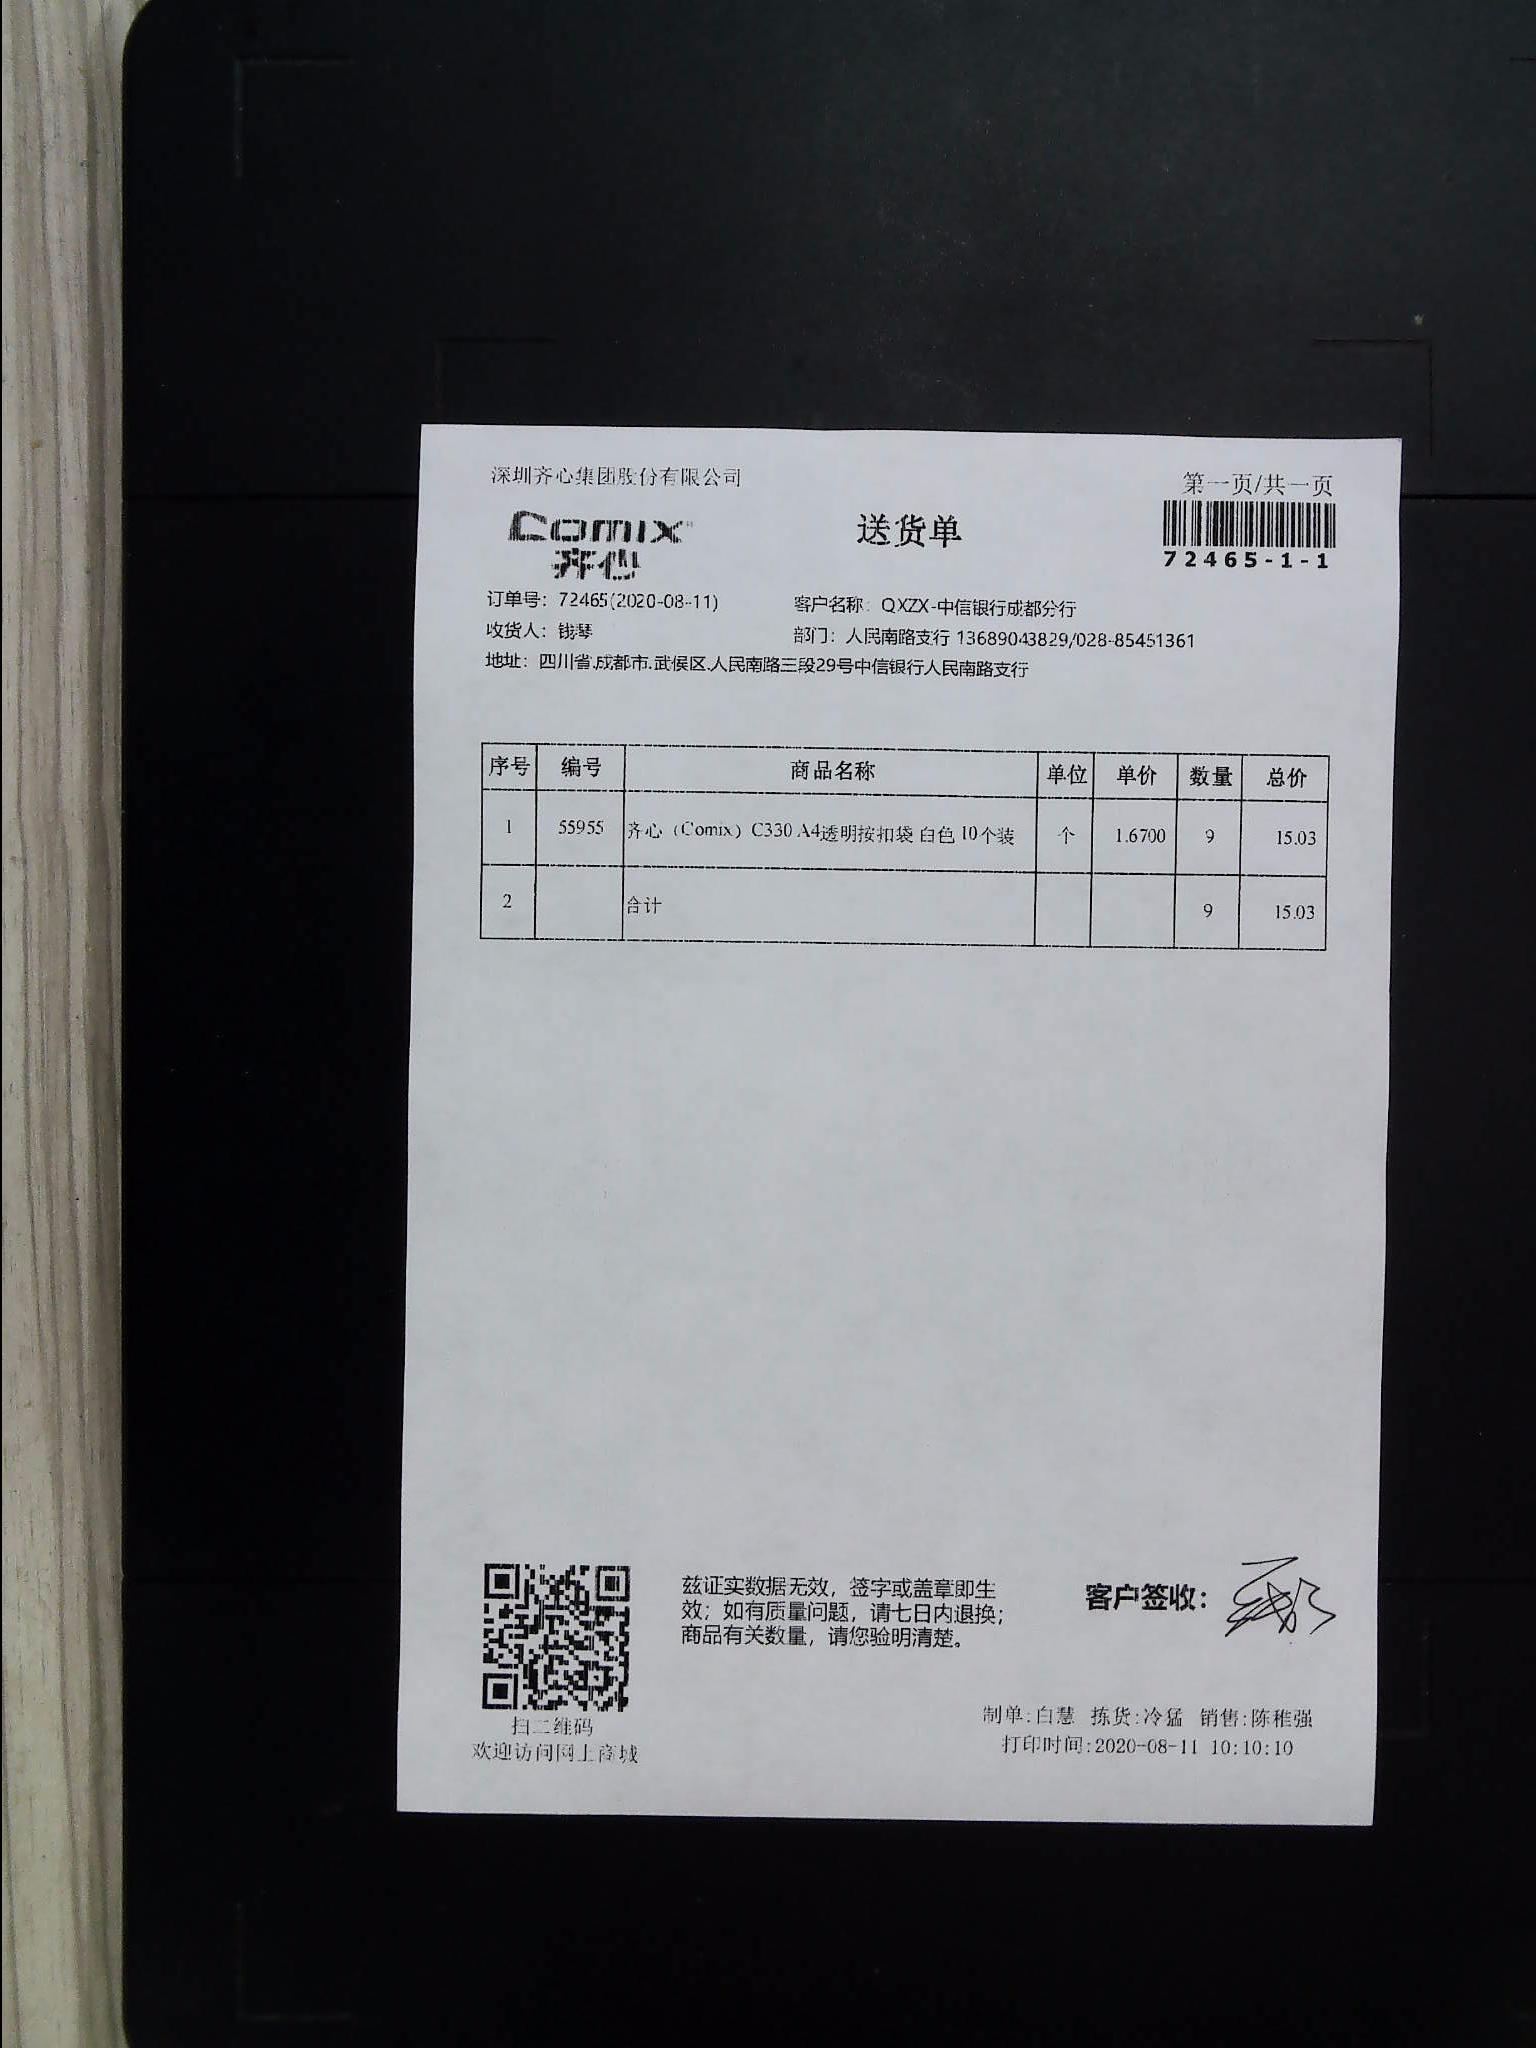 深圳齐心集团股份有限公司
第一页/共一页
Comix
齐心
送货单
72465-1-1
订单号：72465(2020-08-11)
客户名称：QXZX-中信银行成都分行
收货人：钱琴
部门：人民南路支行 13689043829/028-85451361
地址：四川省.成都市.武侯区.人民南路三段29号中信银行人民南路支行
序号 编号 商品名称 单位 单价 数量 总价
1 55955 齐心（Comix）C330 A4透明按扣袋 白色 10个装 个 1.6700 9 15.03
2 合计 9 15.03
兹证实数据无效，签字或盖章即生
效；如有质量问题，请七日内退换；
商品有关数量，请您验明清楚。
客户签收：
扫二维码
欢迎访问网上商城
制单:白慧 拣货:冷猛 销售:陈稚强
打印时间:2020-08-11 10:10:10